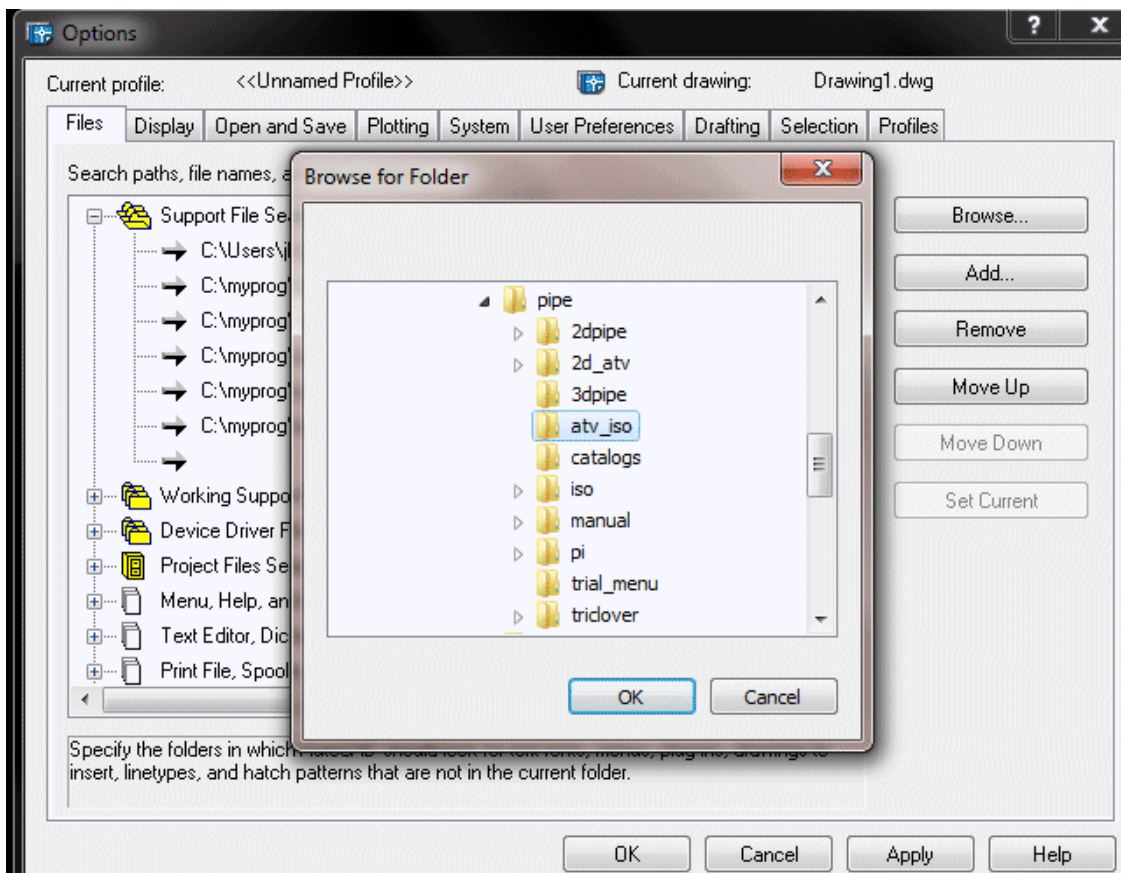 Options
Current profile: <<Unnamed Profile>> Current drawing: Drawing1.dwg
Files Display Open and Save Plotting System User Preferences Drafting Selection Profiles
Search paths, file names, a
Browse for Folder
Support File Se
C:\Users\j
C:\myprog\
C:\myprog\
C:\myprog\
C:\myprog\
C:\myprog\
Working Suppo
Device Driver F
Project Files Se
Menu, Help, an
Text Editor, Dic
Print File, Spool
pipe
2dpipe
2d_atv
3dpipe
atv_iso
catalogs
iso
manual
pi
trial_menu
triclover
OK Cancel
Browse...
Add...
Remove
Move Up
Move Down
Set Current
Specify the folders in which
insert, linetypes, and hatch patterns that are not in the current folder.
OK Cancel Apply Help